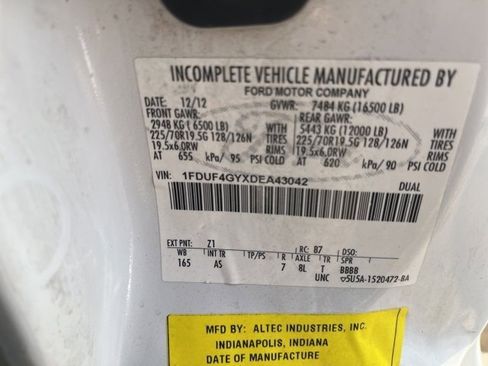 INCOMPLETE VEHICLE MANUFACTURED BY
FORD MOTOR COMPANY
DATE: 12/12 GVWR: 7484 KG (16500 LB)
FRONT GAWR: REAR GAWR:
2948 KG (6500 LB) WITH 5443 KG (12000 LB) WITH
225/70R19.5G 128/126N TIRES 225/70R19.5G 128/126N TIRES
19.5x6.0RW RIMS 19.5x6.0RW RIMS
AT 655 kPa/ 95 PSI COLD AT 620 kPa/ 90 PSI COLD
VIN: 1FDUF4GYXDEA43042
DUAL
EXT PNT: Z1 RC: 87 DSO:
WB INT TR TP/PS R AXLE TR SPR
165 AS 7 8L T BBBB
UNC 5U5A-1520472-BA
MFG BY: ALTEC INDUSTRIES, INC.
INDIANAPOLIS, INDIANA
DATE OF MANUFACTURE